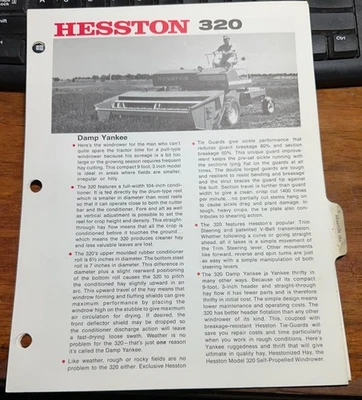 HESSTON 320
Damp Yankee
• Here's the windrower for the man who can't
quite spare the tractor time for a pull-type
windrower because his acreage is a bit too
large or the growing season requires frequent
hay cutting. This compact 9 foot, 3 inch model
is ideal in areas where fields are smaller,
irregular or hilly.
• The 320 features a full-width 104-inch condi-
tioner. It is fed directly by the drum-type reel
which is smaller in diameter than most reels
so that it can operate close to both the cutter
bar and the conditioner. Fore and aft as well
as vertical adjustment is possible to set the
reel for crop height and density. This straight-
through hay flow means that all the crop is
conditioned before it touches the ground . . .
which means the 320 produces cleaner hay
and less valuable leaves are lost.
• The 320's upper moulded rubber conditioner
roll is 6½ inches in diameter. The bottom steel
roll is 7 inches in diameter. This difference in
diameter plus a slight rearward positioning
of the bottom roll causes the 320 to pitch
the conditioned hay slightly upward in an
arc. This upward travel of the hay means that
windrow forming and fluffing shields can give
maximum performance by placing the
windrow high on the stubble to give maximum
air circulation for drying. If desired, the
front deflector shield may be dropped so
the conditioner discharge action will leave
a fast-drying loose swath. Weather is no
problem for the 320—that's just one reason
it's called the Damp Yankee.
• Like weather, rough or rocky fields are no
problem to the 320 either. Exclusive Hesston
• Tie Guards give sickle performance that
reduces guard breakage 80% and section
breakage 50%. This unique guard improve-
ment keeps the pre-set sickle running with
the sections lying flat on the guards at all
times. The double forged guards are tough
and resilient to resist bending and breakage
and the strut braces the guard tip against
the butt. Section travel is further than guard
width to give a clean, crisp cut 1400 times
per minute... no partially cut stems hang on
to cause sickle drag and plant damage. In
tough, heavy crops, low tie plate also con-
tributes to shearing action.
• The 320 features Hesston's popular Trim
Steering and patented V-Belt transmission.
Whether following a curve or going straight
ahead, all it takes is a simple movement of
the Trim Steering lever. Other movements
like forward, reverse and spin turns are just
as easy with a simple manipulation of both
steering levers.
• The 320 Damp Yankee is Yankee thrifty in
many other ways. Because of its compact
9-foot, 3-inch header and straight-through
hay flow it has fewer parts and is therefore
thrifty in initial cost. The simple design means
lower maintenance and operating costs. The
320 has better header flotation than any other
windrower of its kind. This, coupled with
breakage-resistant Hesston Tie-Guards will
save you repair costs and time particularly
when you work in rough conditions. Here's
Yankee ruggedness and thrift that will give
ultimate in quality hay, Hesstonized Hay, the
Hesston Model 320 Self-Propelled Windrower.